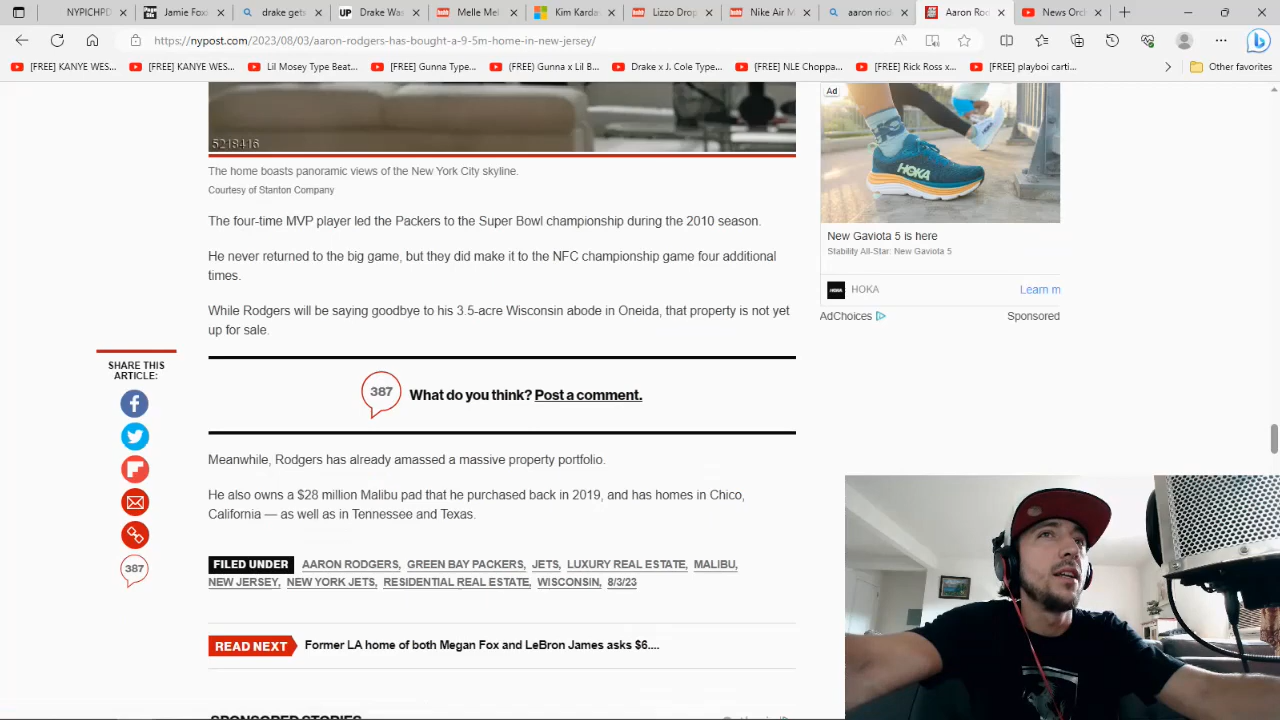 NYPICHPD
Jamie Fox
drake gets
Drake Was
Melle Mel
Kim Karda
Lizzo Drop
Nike Air M
aaron rod
Aaron Ro
News Orc
https://nypost.com/2023/08/03/aaron-rodgers-has-bought-a-9-5m-home-in-new-jersey/
[FREE] KANYE WES...
(FREE) KANYE WES...
Lil Mosey Type Beat...
[FREE] Gunna Type...
(FREE) Gunna x Lil B...
Drake x J. Cole Type...
{FREE] NLE Choppa...
[FREE] Rick Ross x...
[FREE] playboi carti...
Other favorites
5218416
The home boasts panoramic views of the New York City skyline.
Courtesy of Stanton Company
The four-time MVP player led the Packers to the Super Bowl championship during the 2010 season.
He never returned to the big game, but they did make it to the NFC championship game four additional
times.
While Rodgers will be saying goodbye to his 3.5-acre Wisconsin abode in Oneida, that property is not yet
up for sale.
SHARE THIS
ARTICLE:
387
387
What do you think? Post a comment.
Meanwhile, Rodgers has already amassed a massive property portfolio.
He also owns a $28 million Malibu pad that he purchased back in 2019, and has homes in Chico,
California — as well as in Tennessee and Texas.
FILED UNDER AARON RODGERS, GREEN BAY PACKERS, JETS, LUXURY REAL ESTATE, MALIBU,
NEW JERSEY, NEW YORK JETS, RESIDENTIAL REAL ESTATE, WISCONSIN, 8/3/23
READ NEXT Former LA home of both Megan Fox and LeBron James asks $6....
SPONSORED STORIES
Ad
HOKA
New Gaviota 5 is here
Stability All-Star: New Gaviota 5
HOKA
Learn m
AdChoices
Sponsored